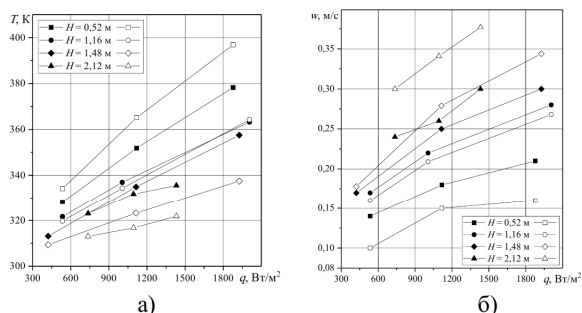 T, К
400
380
360
340
320
300
H = 0,52 м
H = 1,16 м
H = 1,48 м
H = 2,12 м
300 600 900 1200 1500 1800
q, Вт/м²
а)
w, м/с
0,35
0,30
0,25
0,20
0,15
0,10
0,08
H = 0,52 м
H = 1,16 м
H = 1,48 м
H = 2,12 м
300 600 900 1200 1500 1800
q, Вт/м²
б)